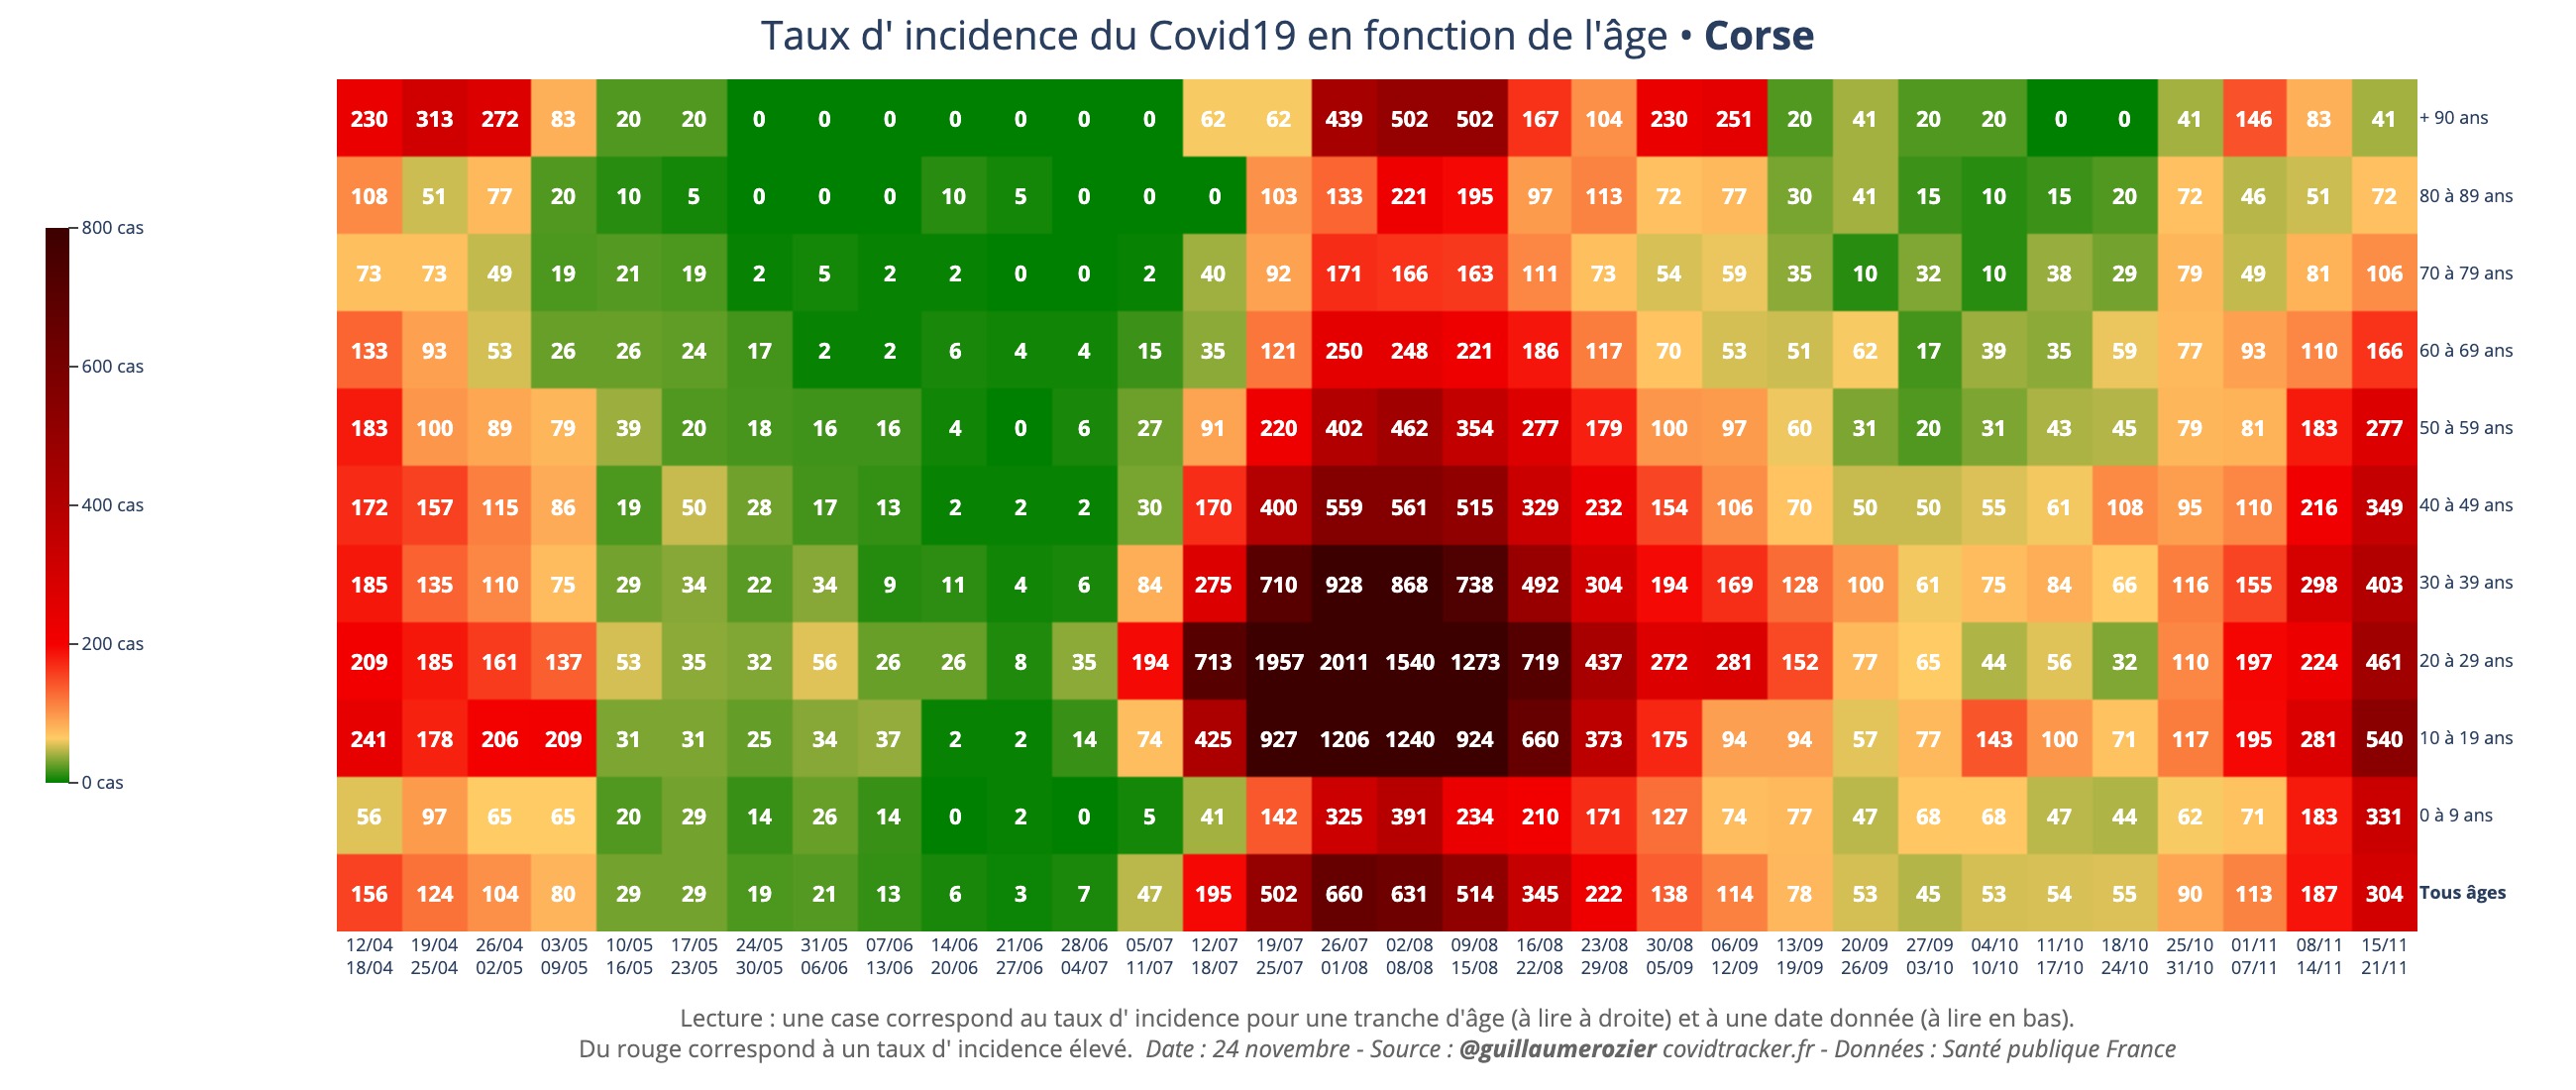 Taux d' incidence du Covid19 en fonction de l'âge • Corse
230 313 272 83 20 20 0 0 0 0 0 0 0 62 62 439 502 502 167 104 230 251 20 41 20 20 0 0 41 146 83 41 + 90 ans
108 51 77 20 10 5 0 0 0 10 5 0 0 0 103 133 221 195 97 113 72 77 30 41 15 10 15 20 72 46 51 72 80 à 89 ans
800 cas
73 73 49 19 21 19 2 5 2 2 0 0 2 40 92 171 166 163 111 73 54 59 35 10 32 10 38 29 79 49 81 106 70 à 79 ans
133 93 53 26 26 24 17 2 2 6 4 4 15 35 121 250 248 221 186 117 70 53 51 62 17 39 35 59 77 93 110 166 60 à 69 ans
600 cas
183 100 89 79 39 20 18 16 16 4 0 6 27 91 220 402 462 354 277 179 100 97 60 31 20 31 43 45 79 81 183 277 50 à 59 ans
400 cas
172 157 115 86 19 50 28 17 13 2 2 2 30 170 400 559 561 515 329 232 154 106 70 50 50 55 61 108 95 110 216 349 40 à 49 ans
185 135 110 75 29 34 22 34 9 11 4 6 84 275 710 928 868 738 492 304 194 169 128 100 61 75 84 66 116 155 298 403 30 à 39 ans
200 cas
209 185 161 137 53 35 32 56 26 26 8 35 194 713 1957 2011 1540 1273 719 437 272 281 152 77 65 44 56 32 110 197 224 461 20 à 29 ans
241 178 206 209 31 31 25 34 37 2 2 14 74 425 927 1206 1240 924 660 373 175 94 94 57 77 143 100 71 117 195 281 540 10 à 19 ans
0 cas
56 97 65 65 20 29 14 26 14 0 2 0 5 41 142 325 391 234 210 171 127 74 77 47 68 68 47 44 62 71 183 331 0 à 9 ans
156 124 104 80 29 29 19 21 13 6 3 7 47 195 502 660 631 514 345 222 138 114 78 53 45 53 54 55 90 113 187 304 Tous âges
12/04 19/04 26/04 03/05 10/05 17/05 24/05 31/05 07/06 14/06 21/06 28/06 05/07 12/07 19/07 26/07 02/08 09/08 16/08 23/08 30/08 06/09 13/09 20/09 27/09 04/10 11/10 18/10 25/10 01/11 08/11 15/11
18/04 25/04 02/05 09/05 16/05 23/05 30/05 06/06 13/06 20/06 27/06 04/07 11/07 18/07 25/07 01/08 08/08 15/08 22/08 29/08 05/09 12/09 19/09 26/09 03/10 10/10 17/10 24/10 31/10 07/11 14/11 21/11
Lecture : une case correspond au taux d' incidence pour une tranche d'âge (à lire à droite) et à une date donnée (à lire en bas).
Du rouge correspond à un taux d' incidence élevé. Date : 24 novembre - Source : @guillaumerozier covidtracker.fr - Données : Santé publique France